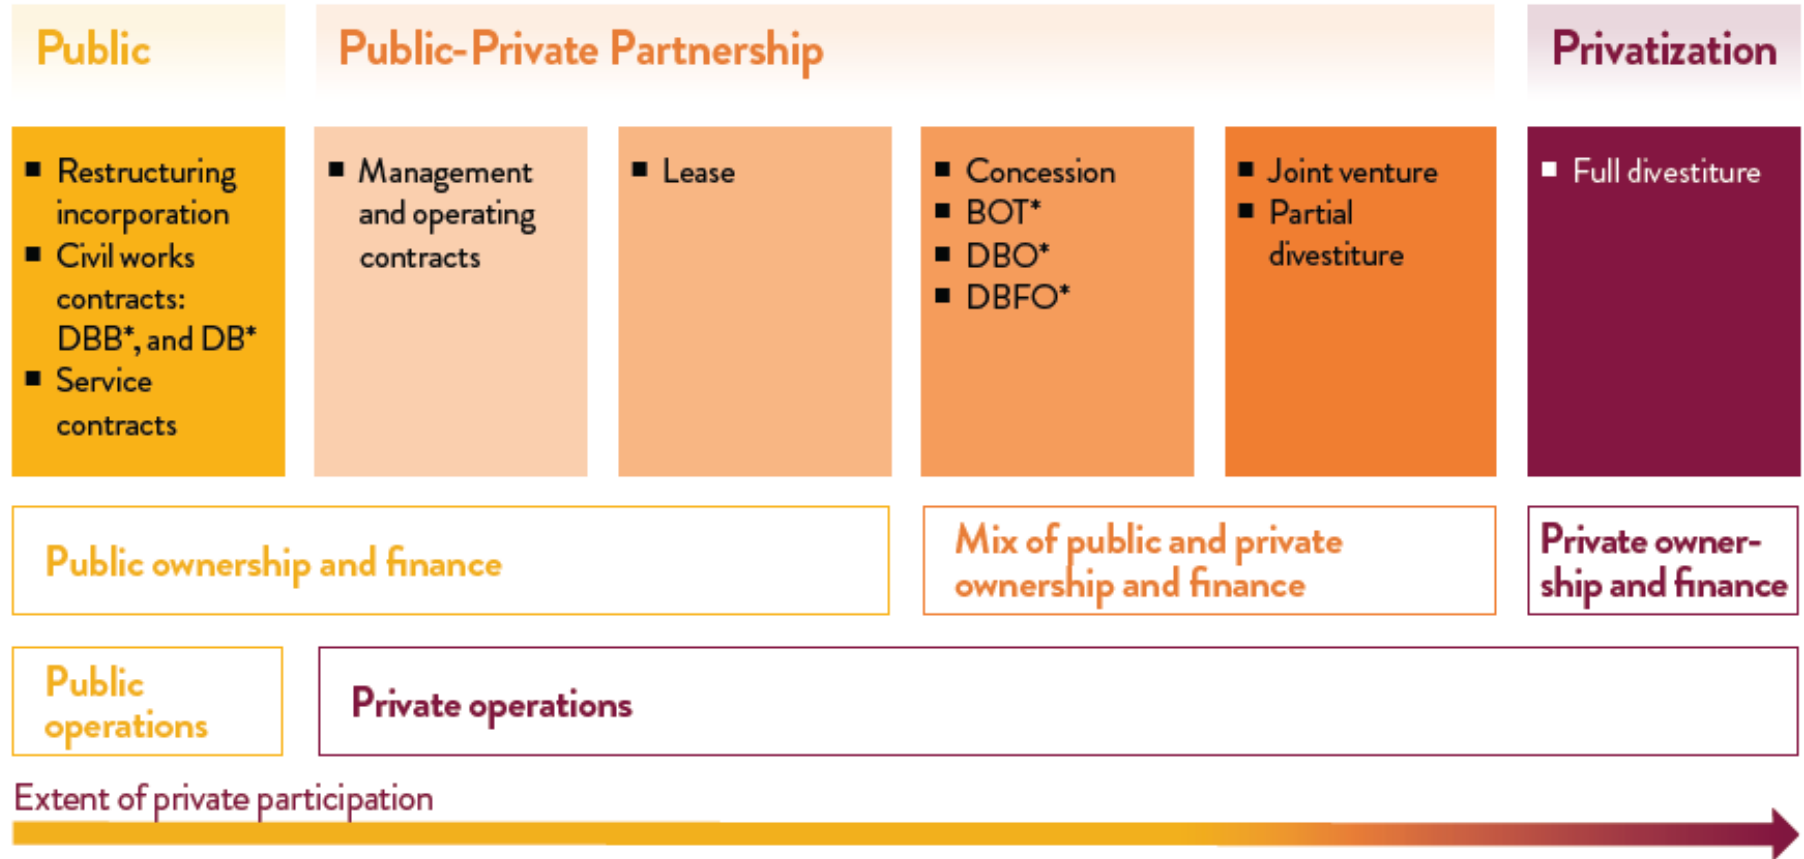 Public
Public-Private Partnership
Privatization
Restructuring
incorporation
Civil works
contracts:
DBB*, and DB*
Service
contracts
Management
and operating
contracts
Lease
Concession
BOT*
DBO*
DBFO*
Joint venture
Partial
divestiture
Full divestiture
Public ownership and finance
Mix of public and private
ownership and finance
Private owner-
ship and finance
Public
operations
Private operations
Extent of private participation